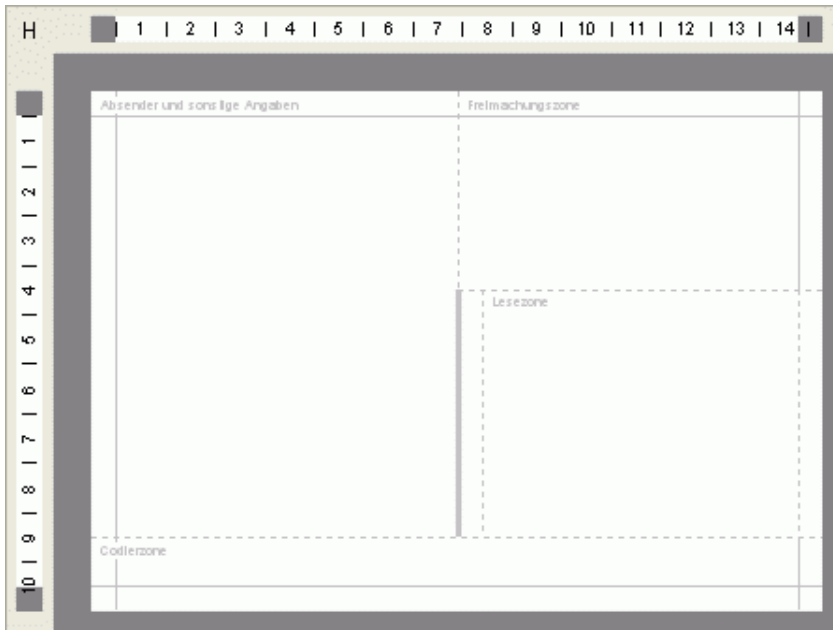 H
1 2 3 4 5 6 7 8 9 10 11 12 13 14
Absender und sonstige Angaben
Freimachungszone
1
2
3
4
Lesezone
5
6
7
8
9
Codierzone
10